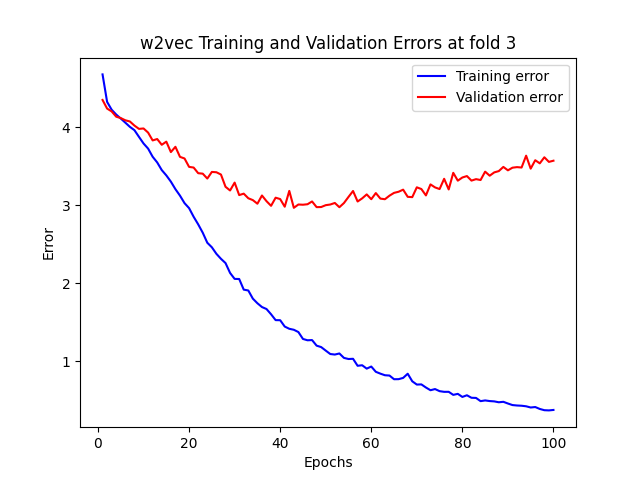 w2vec Training and Validation Errors at fold 3
Training error
Validation error
Error
4
3
2
1
0 20 40 60 80 100
Epochs